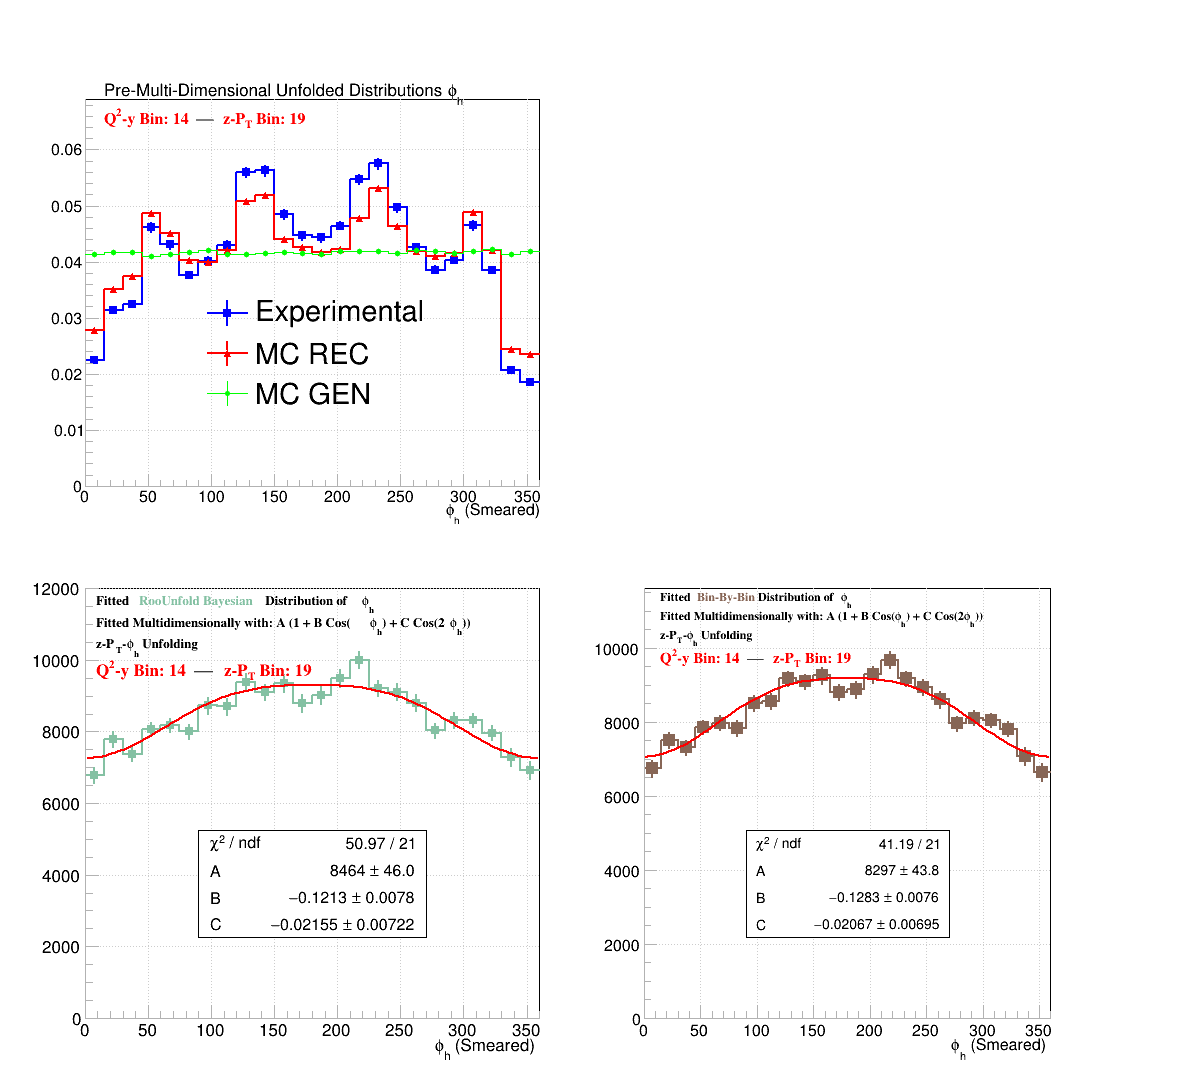 Pre-Multi-Dimensional Unfolded Distributions ϕh
Q²-y Bin: 14 — z-PT Bin: 19
0.06
0.05
0.04
0.03
0.02
0.01
0
Experimental
MC REC
MC GEN
0 50 100 150 200 250 300 350
ϕh (Smeared)
12000
10000
8000
6000
4000
2000
0
Fitted RooUnfold Bayesian Distribution of ϕh
Fitted Multidimensionally with: A (1 + B Cos( ϕh) + C Cos(2 ϕh))
z-PT-ϕh Unfolding
Q²-y Bin: 14 — z-PT Bin: 19
χ² / ndf 50.97 / 21
A 8464 ± 46.0
B −0.1213 ± 0.0078
C −0.02155 ± 0.00722
0 50 100 150 200 250 300 350
ϕh (Smeared)
10000
8000
6000
4000
2000
0
Fitted Bin-By-Bin Distribution of ϕh
Fitted Multidimensionally with: A (1 + B Cos(ϕh) + C Cos(2ϕh))
z-PT-ϕh Unfolding
Q²-y Bin: 14 — z-PT Bin: 19
χ² / ndf 41.19 / 21
A 8297 ± 43.8
B −0.1283 ± 0.0076
C −0.02067 ± 0.00695
0 50 100 150 200 250 300 350
ϕh (Smeared)